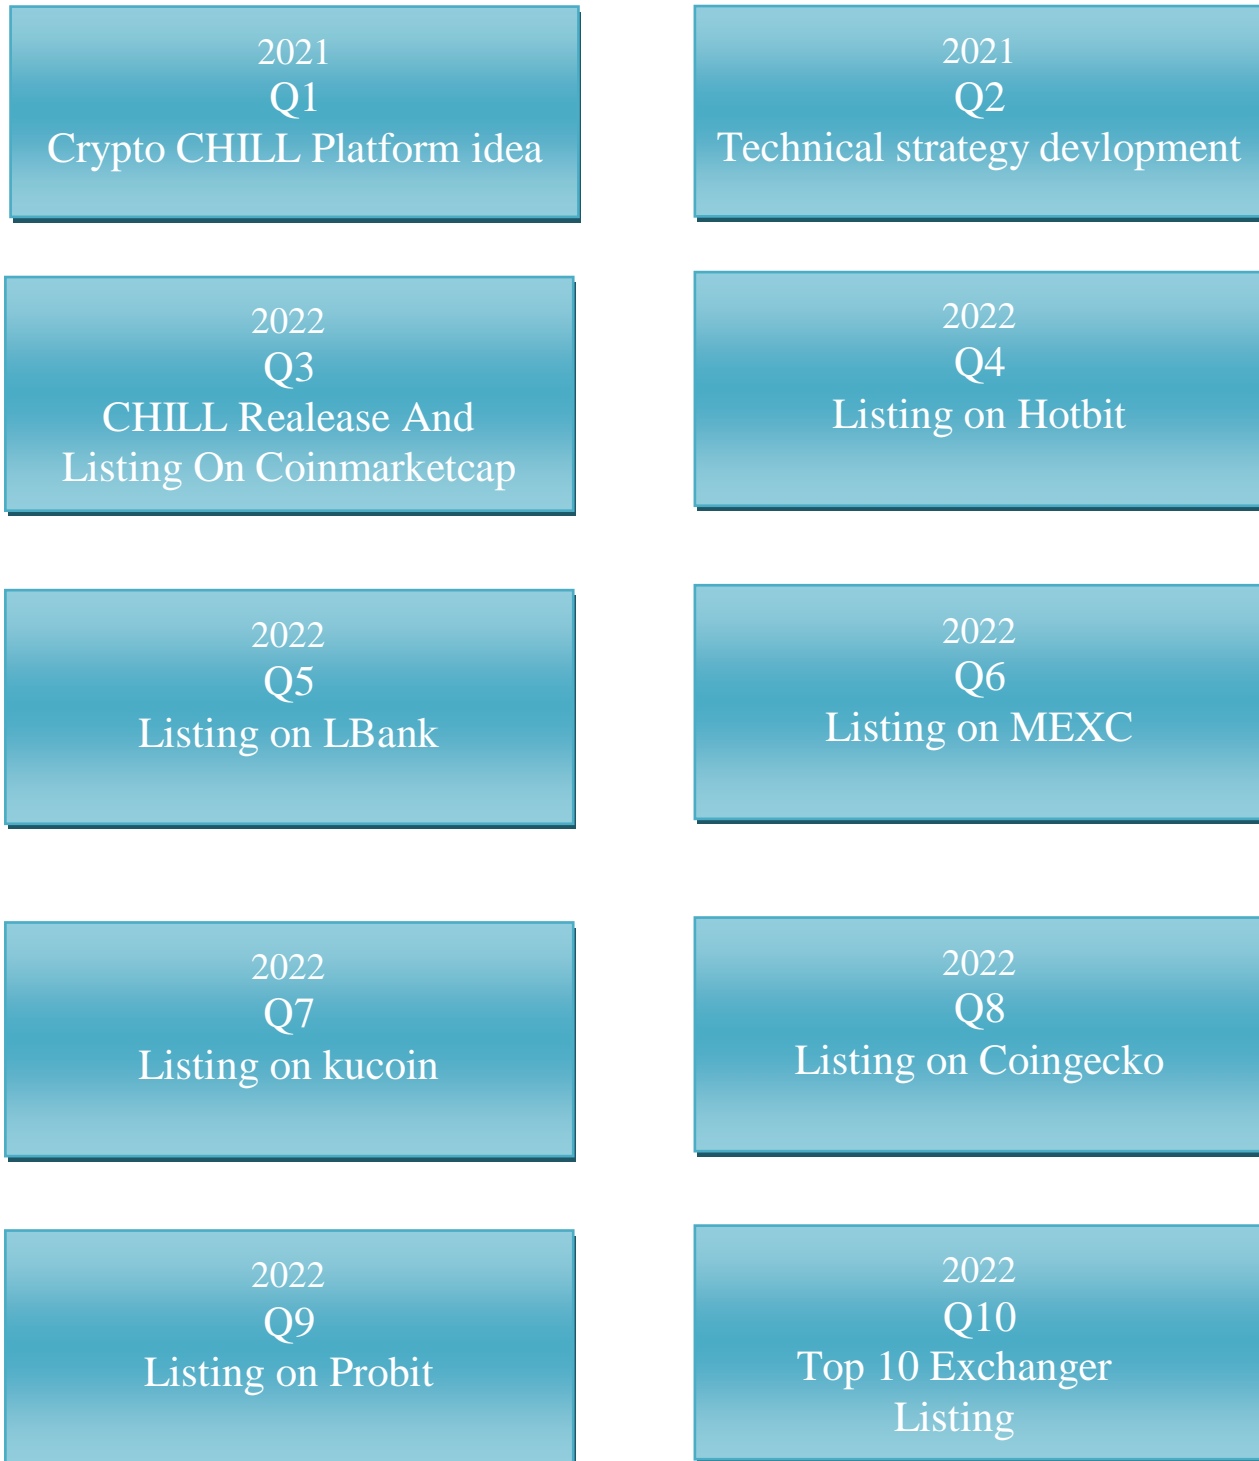 2021
Q1
Crypto CHILL Platform idea
2021
Q2
Technical strategy devlopment
2022
Q3
CHILL Realease And
Listing On Coinmarketcap
2022
Q4
Listing on Hotbit
2022
Q5
Listing on LBank
2022
Q6
Listing on MEXC
2022
Q7
Listing on kucoin
2022
Q8
Listing on Coingecko
2022
Q9
Listing on Probit
2022
Q10
Top 10 Exchanger
Listing